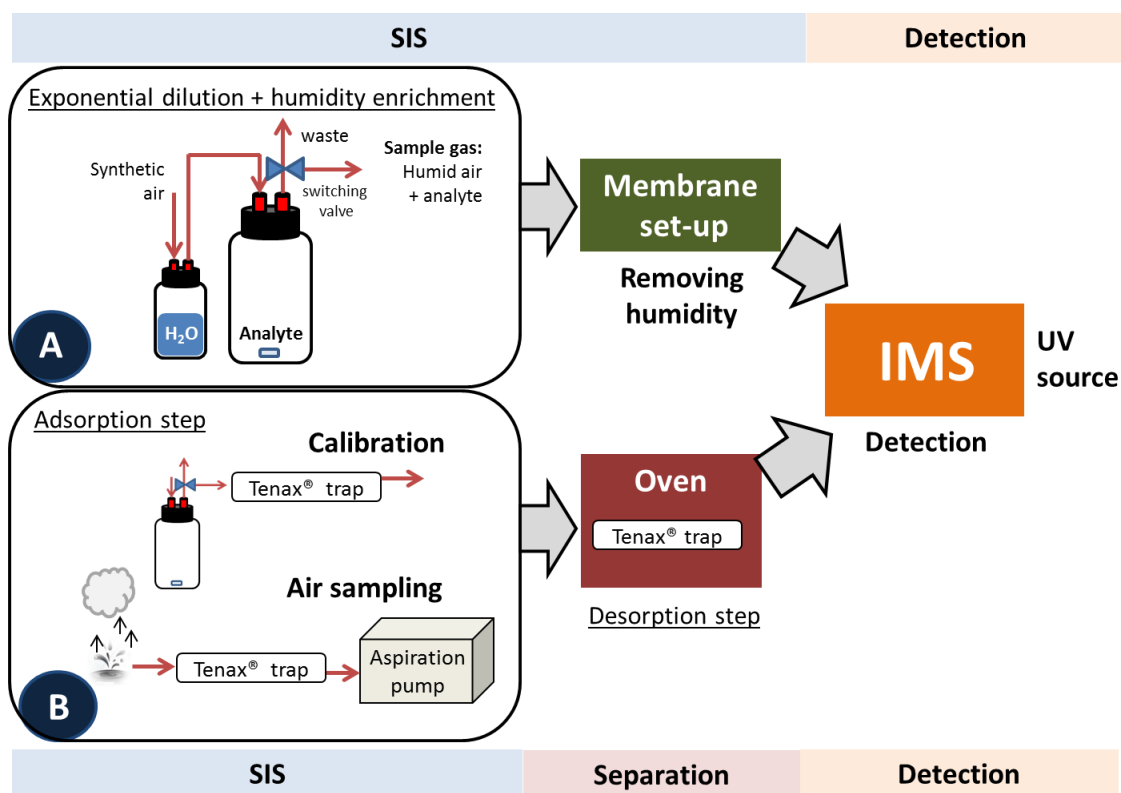 SIS
Detection
Exponential dilution + humidity enrichment
waste
Synthetic
air
Sample gas:
Humid air
+ analyte
switching
valve
H₂O
Analyte
A
Membrane
set-up
Removing
humidity
IMS
UV
source
Detection
Adsorption step
Calibration
Tenax® trap
Air sampling
Tenax® trap
Aspiration
pump
B
Oven
Tenax® trap
Desorption step
SIS
Separation
Detection